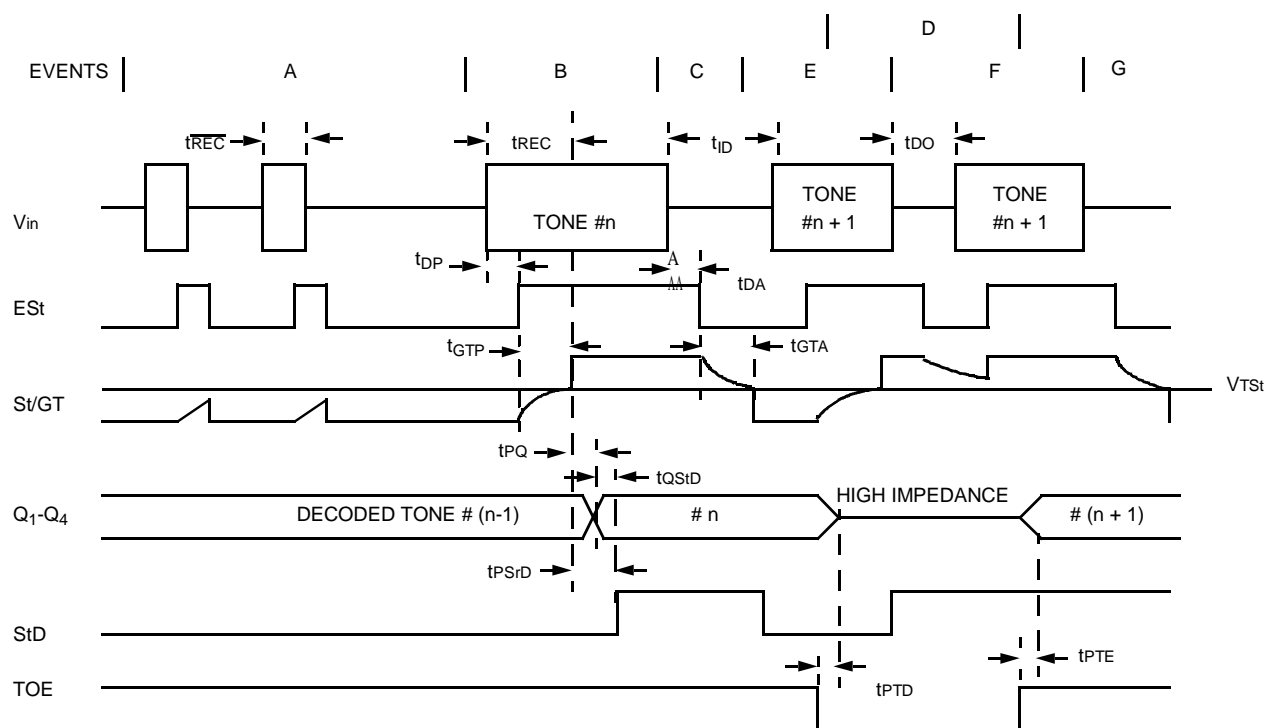 D
EVENTS A B C E F G
tREC tREC tID tDO
Vin
TONE #n
TONE
#n + 1
TONE
#n + 1
tDP
A
AA
tDA
ESt
tGTP
tGTA
VTSt
St/GT
tPQ
tQStD
HIGH IMPEDANCE
Q1-Q4
DECODED TONE # (n-1)
# n
# (n + 1)
tPSrD
StD
tPTE
TOE
tPTD